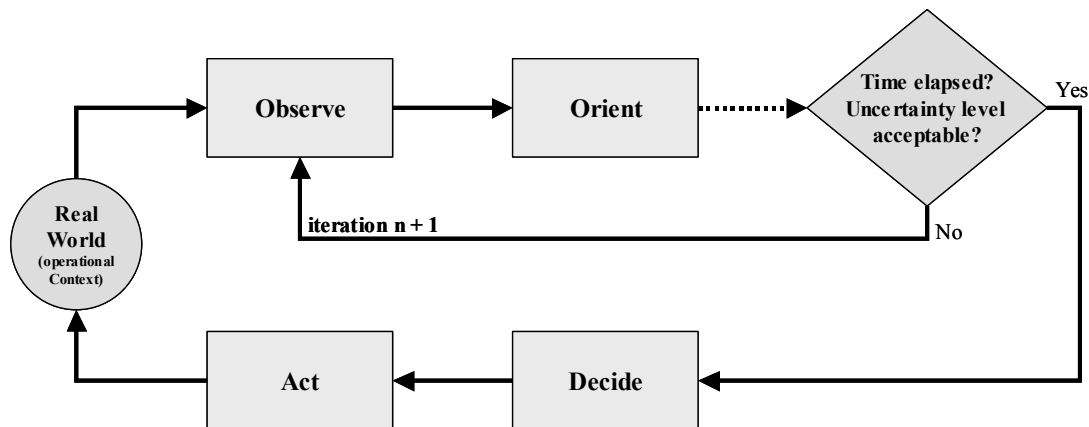 Observe
Orient
Time elapsed?
Uncertainty level
acceptable?
Yes
No
iteration n + 1
Real
World
(operational
Context)
Act
Decide